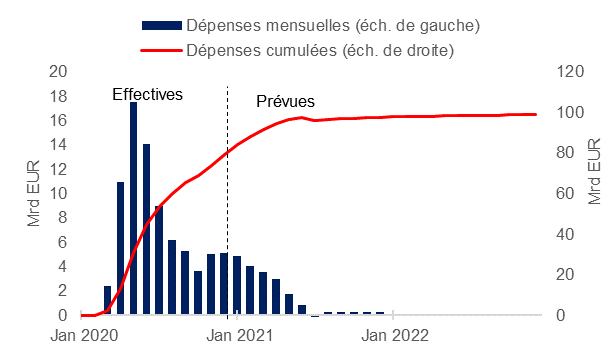 Dépenses mensuelles (éch. de gauche)
Dépenses cumulées (éch. de droite)
20
18
16
14
12
10
8
6
4
2
0
Mrd EUR
Effectives
Prévues
120
100
80
60
40
20
0
Mrd EUR
Jan 2020
Jan 2021
Jan 2022